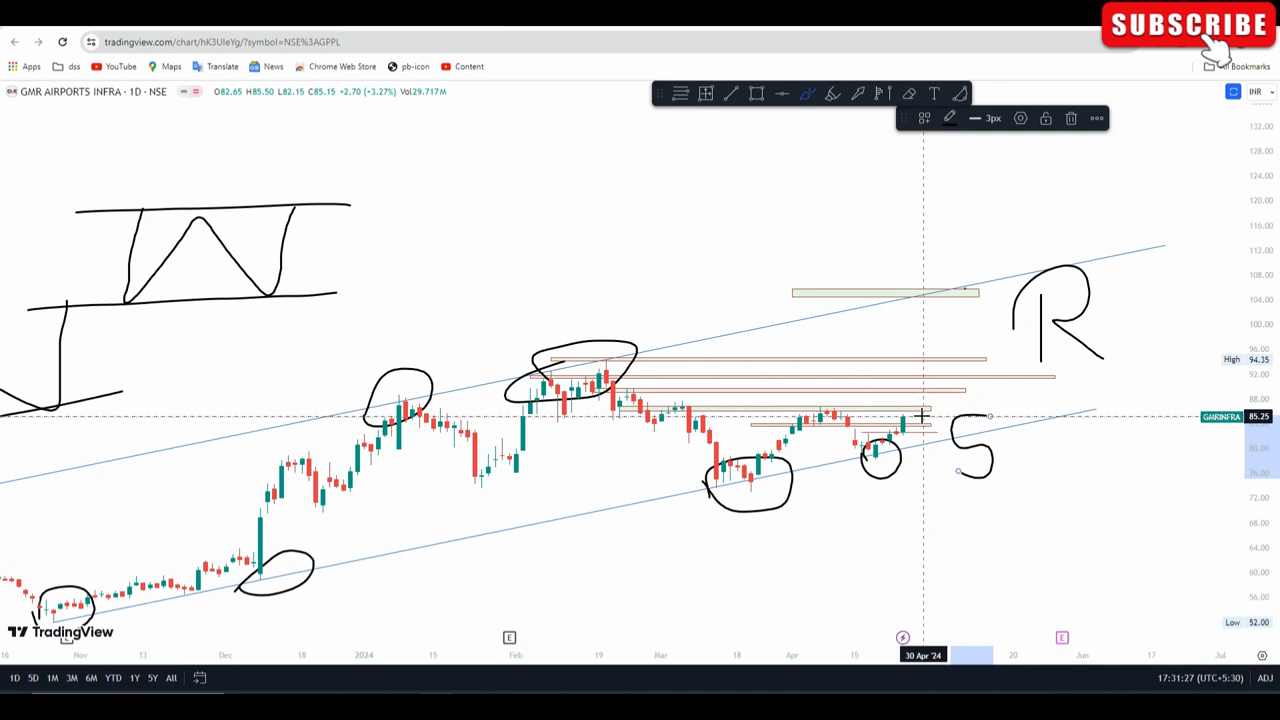 SUBSCRIBE
tradingview.com/chart/hK3UIeYg/?symbol=NSE%3AGPPL
Apps dss YouTube Maps Translate News Chrome Web Store pb-icon Content All Bookmarks
GMR AIRPORTS INFRA · 1D · NSE T INR
O82.65 H85.50 L82.15 C85.15 +2.70 (+3.27%) Vol29.717M
3px
132.00
128.00
124.00
120.00
116.00
112.00
108.00
104.00
100.00
96.00
High 94.35
92.00
88.00
GMRINFRA 85.25
80.00
76.00
72.00
68.00
64.00
60.00
56.00
Low 52.00
R
S
TradingView
E E
16 Nov 13 Dec 18 2024 15 Feb 19 Mar 18 Apr 15 30 Apr '24 20 Jun 17 Jul
1D 5D 1M 3M 6M YTD 1Y 5Y All 17:31:27 (UTC+5:30) ADJ